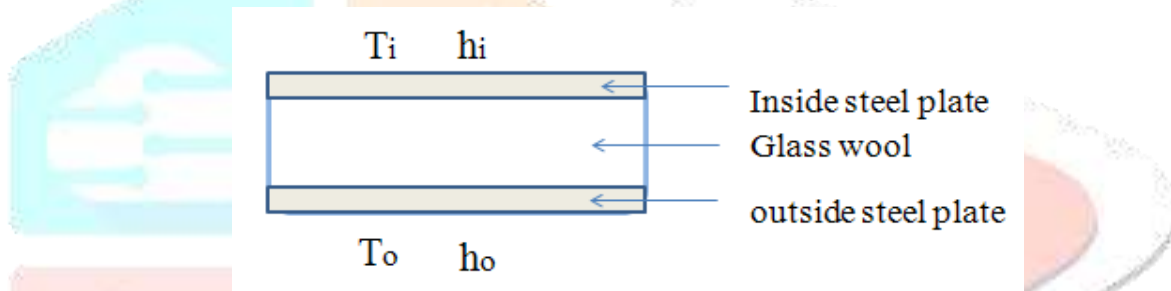 Ti hi
Inside steel plate
Glass wool
outside steel plate
To ho